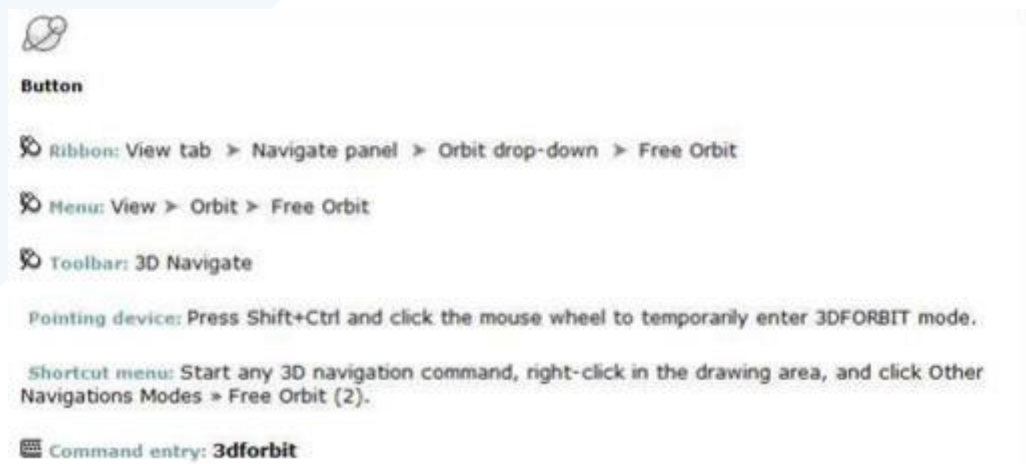 Button
Ribbon: View tab > Navigate panel > Orbit drop-down > Free Orbit
Menu: View > Orbit > Free Orbit
Toolbar: 3D Navigate
Pointing device: Press Shift+Ctrl and click the mouse wheel to temporarily enter 3DFORBIT mode.
Shortcut menu: Start any 3D navigation command, right-click in the drawing area, and click Other
Navigations Modes » Free Orbit (2).
Command entry: 3dforbit